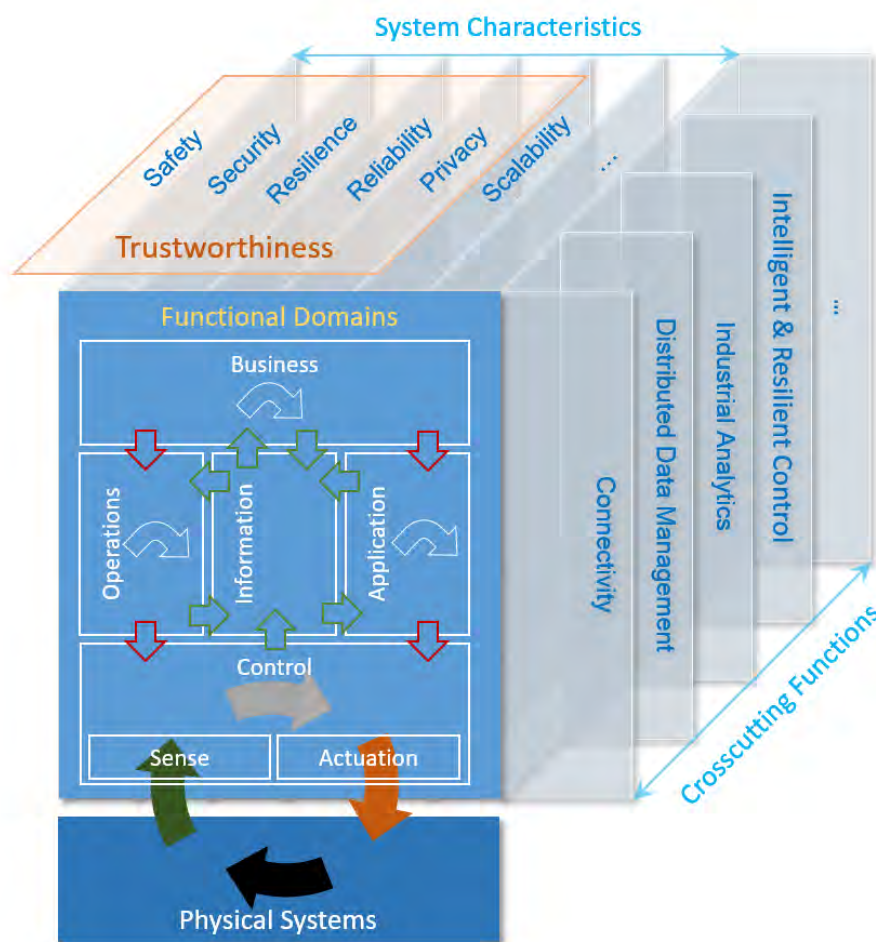 System Characteristics
Safety
Security
Resilience
Reliability
Privacy
Scalability
...
Trustworthiness
Functional Domains
Business
Operations
Information
Application
Control
Sense
Actuation
Physical Systems
Connectivity
Distributed Data Management
Industrial Analytics
Intelligent & Resilient Control
...
Crosscutting Functions